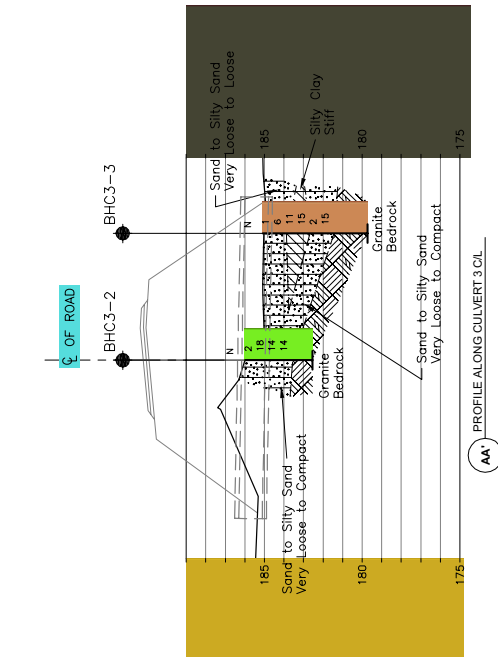 ℄ OF ROAD
BHC3-2
BHC3-3
N
2
18
14
14
N
1
6
11
15
2
15
Sand to Silty Sand
Very Loose to Loose
Silty Clay
Stiff
Granite
Bedrock
Granite
Bedrock
Sand to Silty Sand
Very Loose to Compact
Sand to Silty Sand
Very Loose to Compact
185
180
175
185
180
175
AA'
PROFILE ALONG CULVERT 3 C/L